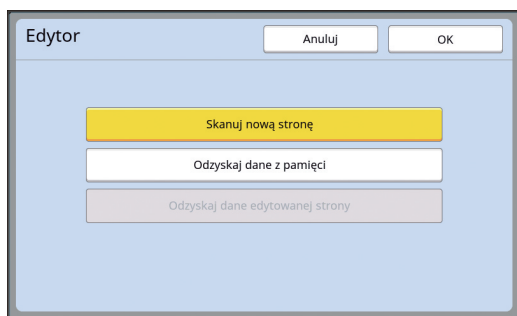 Edytor
Anuluj
OK
Skanuj nową stronę
Odzyskaj dane z pamięci
Odzyskaj dane edytowanej strony